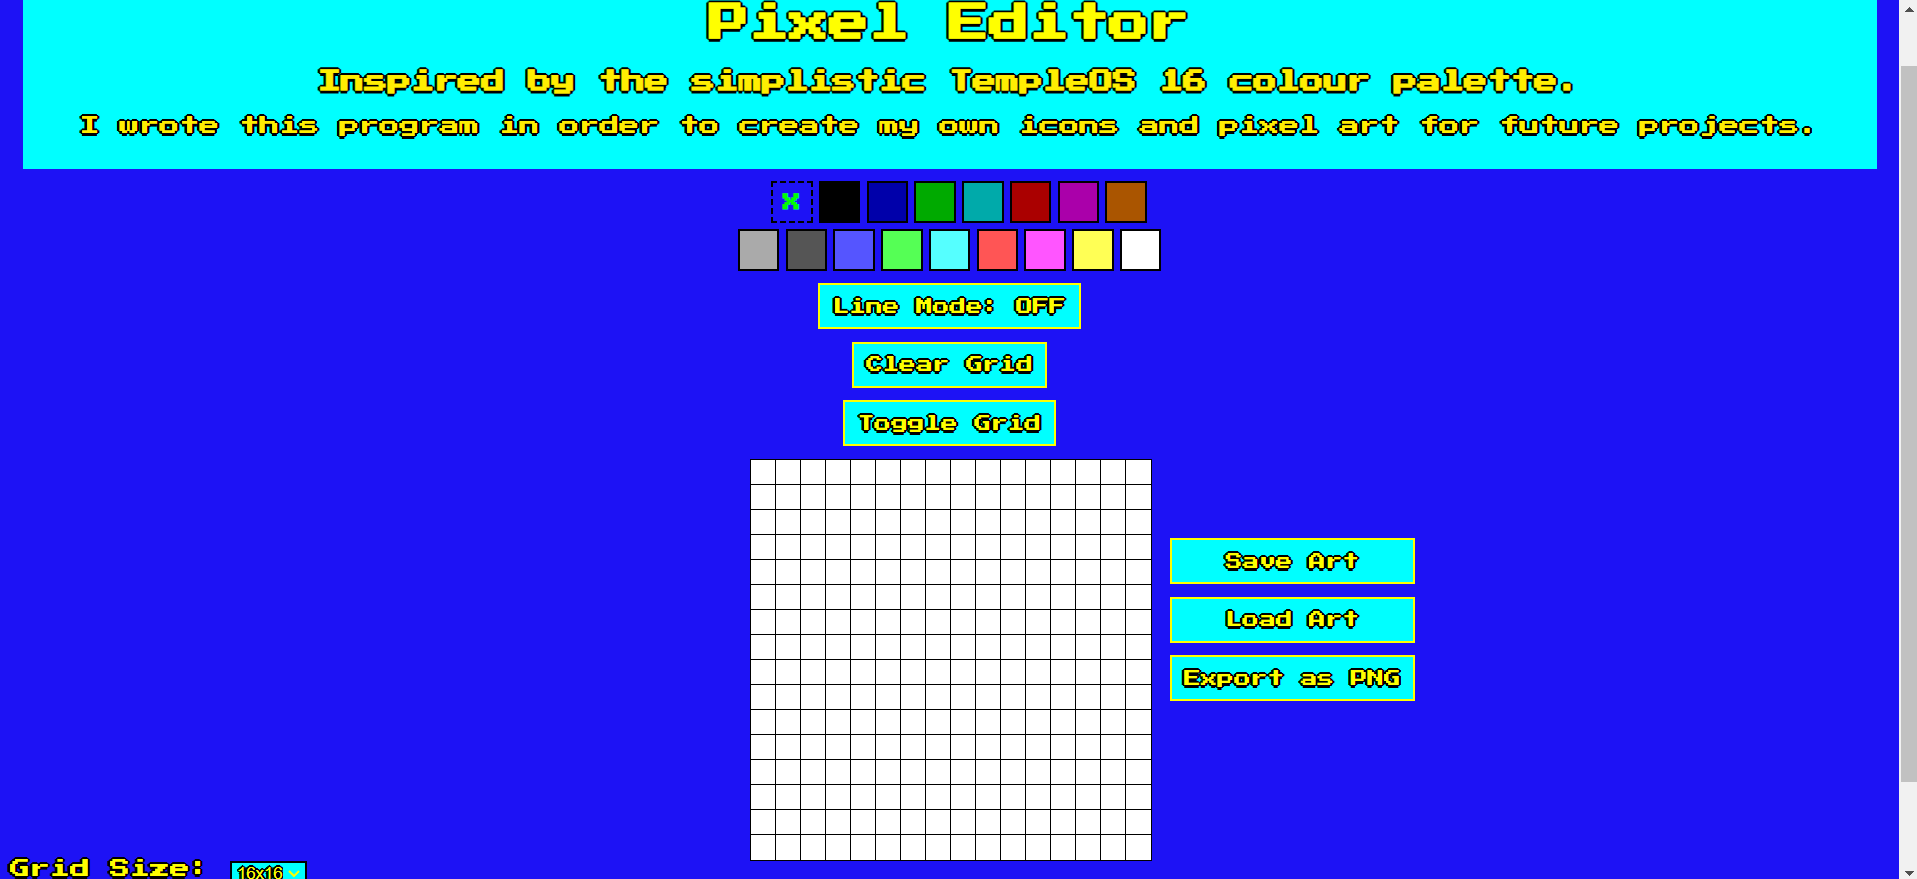 Pixel Editor
Inspired by the simplistic TempleOS 16 colour palette.
I wrote this program in order to create my own icons and pixel art for future projects.
X
Line Mode: OFF
Clear Grid
Toggle Grid
Save Art
Load Art
Export as PNG
Grid Size: 16x16